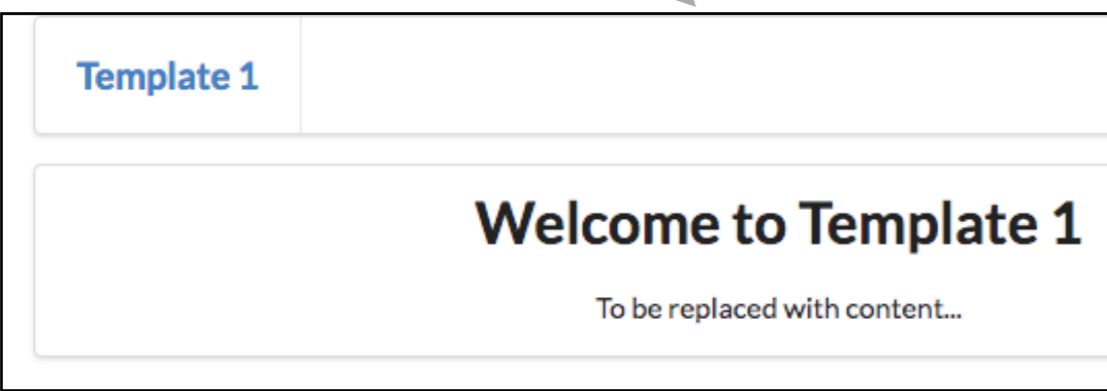 Template 1
Welcome to Template 1
To be replaced with content...